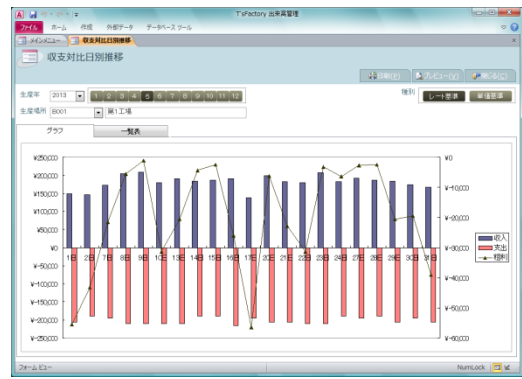 T'sFactory 出来高管理
ファイル ホーム 作成 外部データ データベース ツール
メインメニュー 収支対比日別推移
収支対比日別推移
印刷(P) プレビュー(V) 閉じる(C)
生産年 2013 1 2 3 4 5 6 7 8 9 10 11 12 種別 レート基準 単価基準
生産場所 B001 第1工場
グラフ 一覧表
¥250,000 ¥0
¥200,000
¥150,000 ¥-10,000
¥100,000 ¥-20,000
¥50,000
¥0 ¥-30,000
1日 2日 7日 8日 9日 10日 13日 14日 15日 16日 17日 20日 21日 22日 23日 24日 27日 28日 29日 30日 31日
収入
支出
粗利
¥-50,000
¥-100,000 ¥-40,000
¥-150,000
¥-200,000 ¥-50,000
¥-250,000 ¥-60,000
フォーム ビュー NumLock